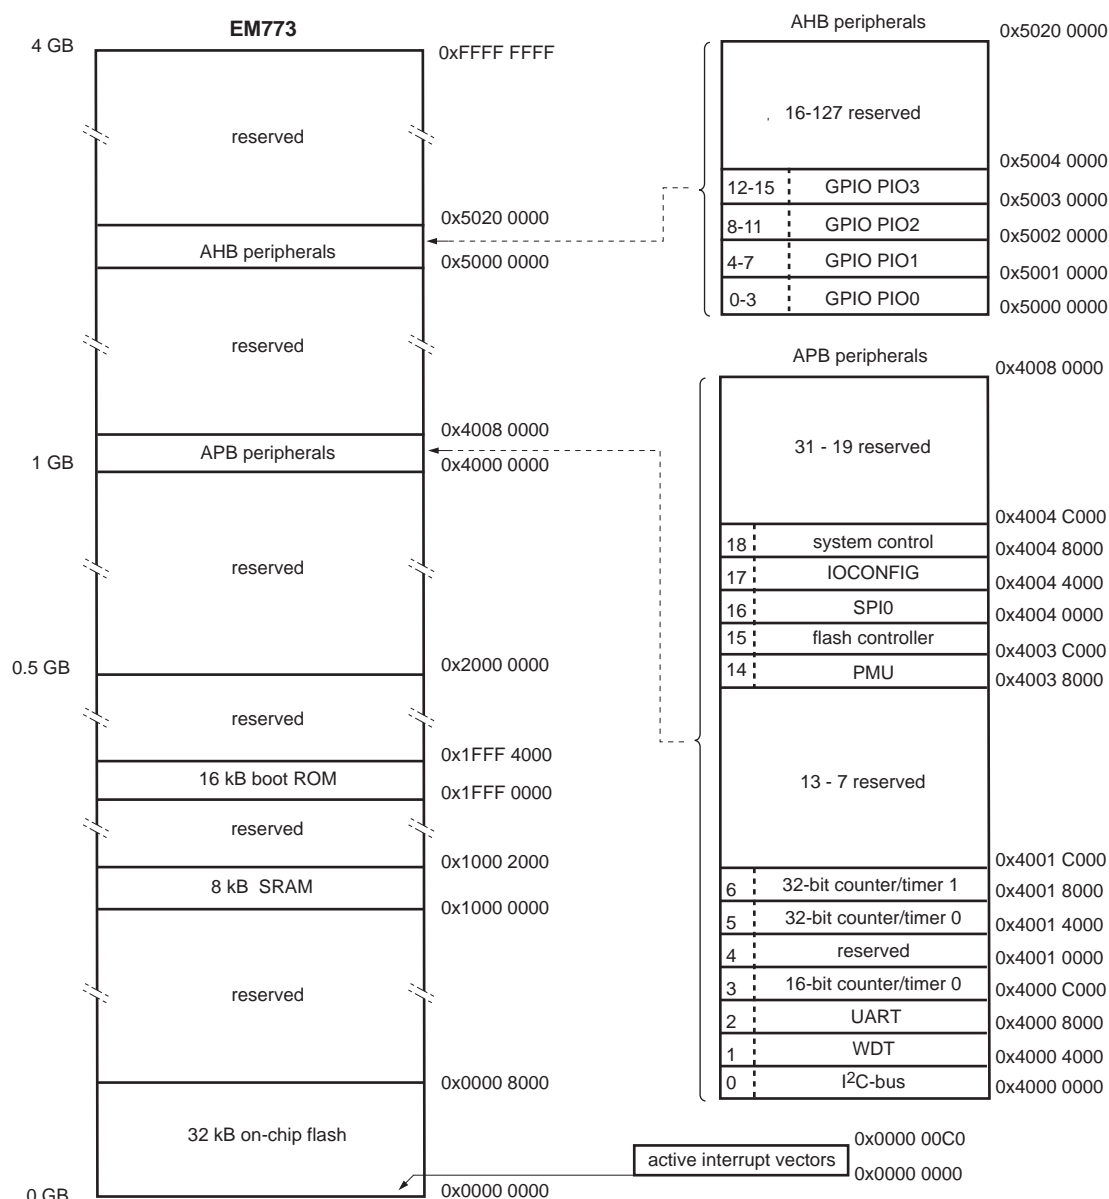 EM773
4 GB
0xFFFF FFFF
reserved
0x5020 0000
AHB peripherals
0x5000 0000
reserved
0x4008 0000
APB peripherals
1 GB
0x4000 0000
reserved
0.5 GB
0x2000 0000
reserved
0x1FFF 4000
16 kB boot ROM
0x1FFF 0000
reserved
0x1000 2000
8 kB SRAM
0x1000 0000
reserved
0x0000 8000
32 kB on-chip flash
0 GB
0x0000 0000
AHB peripherals
0x5020 0000
16-127 reserved
0x5004 0000
12-15 GPIO PIO3
0x5003 0000
8-11 GPIO PIO2
0x5002 0000
4-7 GPIO PIO1
0x5001 0000
0-3 GPIO PIO0
0x5000 0000
APB peripherals
0x4008 0000
31 - 19 reserved
0x4004 C000
18 system control
0x4004 8000
17 IOCONFIG
0x4004 4000
16 SPI0
0x4004 0000
15 flash controller
0x4003 C000
14 PMU
0x4003 8000
13 - 7 reserved
0x4001 C000
6 32-bit counter/timer 1
0x4001 8000
5 32-bit counter/timer 0
0x4001 4000
4 reserved
0x4001 0000
3 16-bit counter/timer 0
0x4000 C000
2 UART
0x4000 8000
1 WDT
0x4000 4000
0 I²C-bus
0x4000 0000
0x0000 00C0
active interrupt vectors
0x0000 0000